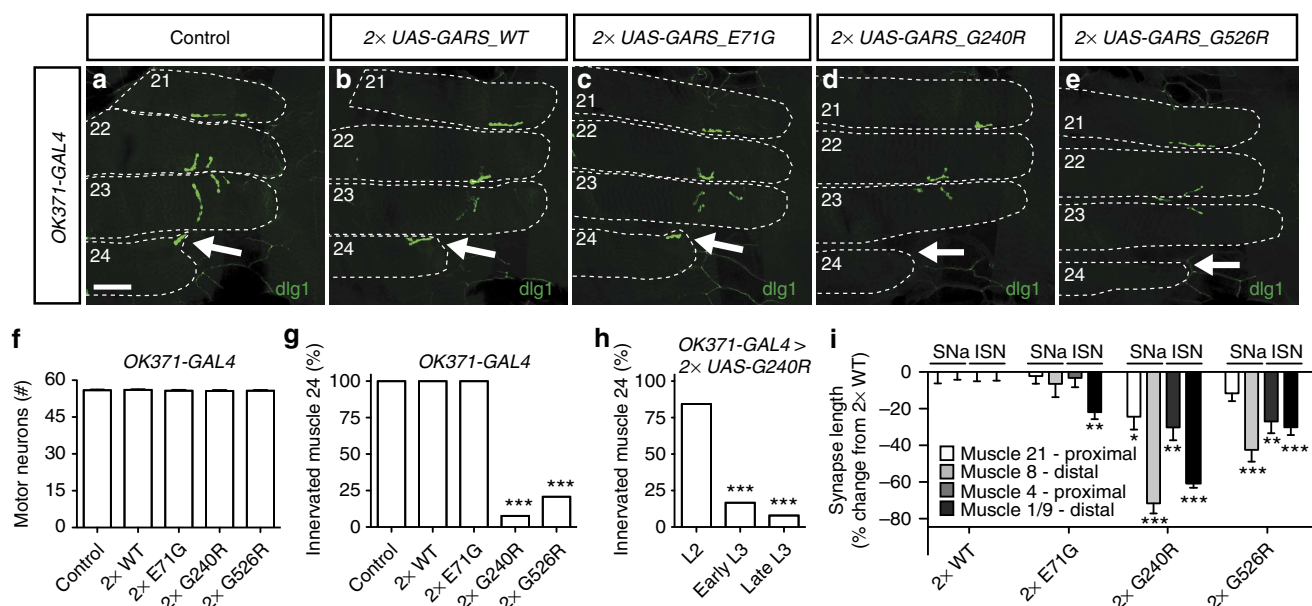 Control
2× UAS-GARS_WT
2× UAS-GARS_E71G
2× UAS-GARS_G240R
2× UAS-GARS_G526R
OK371-GAL4
a
21
22
23
24
dlg1
b
21
22
23
24
dlg1
c
21
22
23
24
dlg1
d
21
22
23
24
dlg1
e
21
22
23
24
dlg1
f
OK371-GAL4
Motor neurons (#)
60
40
20
0
Control
2× WT
2× E71G
2× G240R
2× G526R
g
OK371-GAL4
Innervated muscle 24 (%)
100
75
50
25
0
***
***
Control
2× WT
2× E71G
2× G240R
2× G526R
h
OK371-GAL4 >
2× UAS-G240R
Innervated muscle 24 (%)
100
75
50
25
0
***
***
L2
Early L3
Late L3
i
SNa ISN
SNa ISN
SNa ISN
SNa ISN
Synapse length
(% change from 2× WT)
0
−20
−40
−60
−80
**
*
***
**
***
***
**
***
Muscle 21 - proximal
Muscle 8 - distal
Muscle 4 - proximal
Muscle 1/9 - distal
2× WT
2× E71G
2× G240R
2× G526R